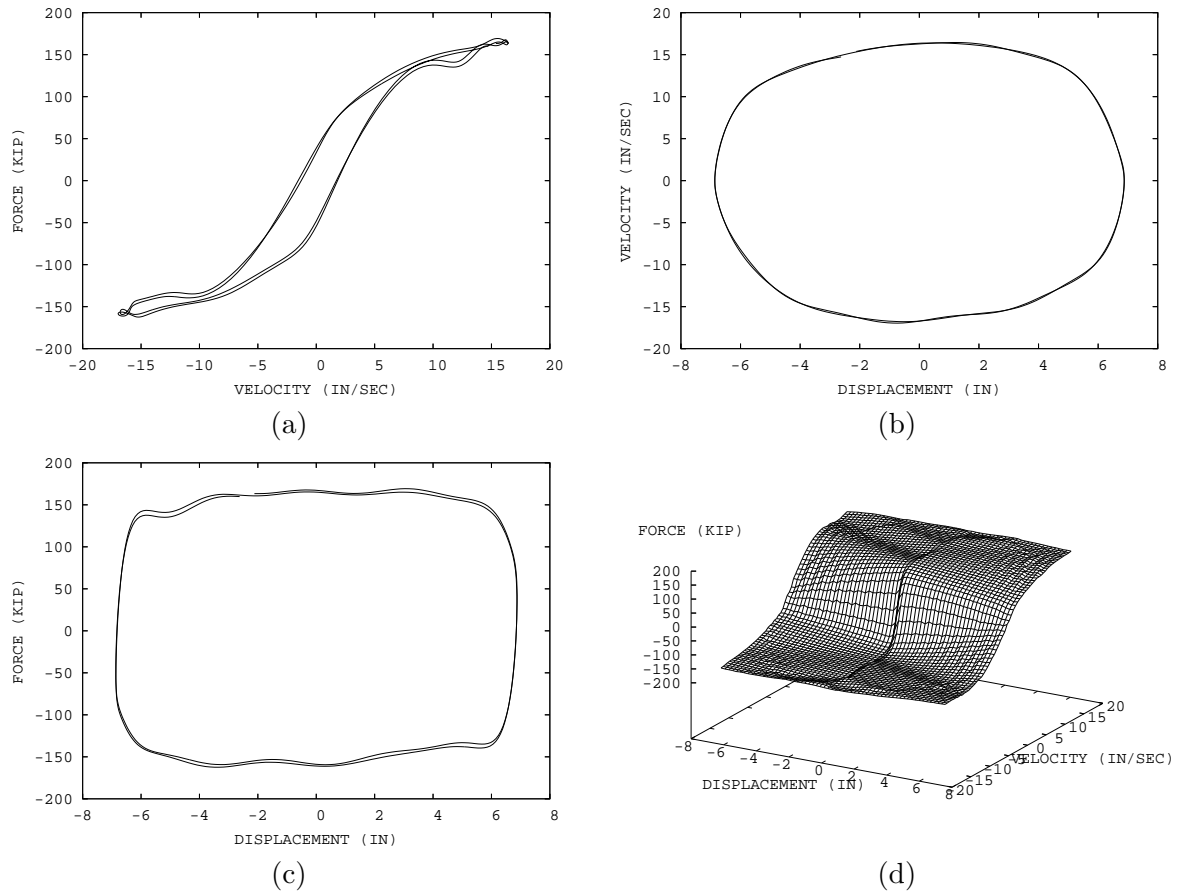 200
150
100
50
0
-50
-100
-150
-200
FORCE (KIP)
-20 -15 -10 -5 0 5 10 15 20
VELOCITY (IN/SEC)
(a)
20
15
10
5
0
-5
-10
-15
-20
VELOCITY (IN/SEC)
-8 -6 -4 -2 0 2 4 6 8
DISPLACEMENT (IN)
(b)
200
150
100
50
0
-50
-100
-150
-200
FORCE (KIP)
-8 -6 -4 -2 0 2 4 6 8
DISPLACEMENT (IN)
(c)
FORCE (KIP)
200
150
100
50
0
-50
-100
-150
-200
-8 -6 -4 -2 0 2 4 6 8
DISPLACEMENT (IN)
-20 -15 -10 -5 0 5 10 15 20
VELOCITY (IN/SEC)
(d)